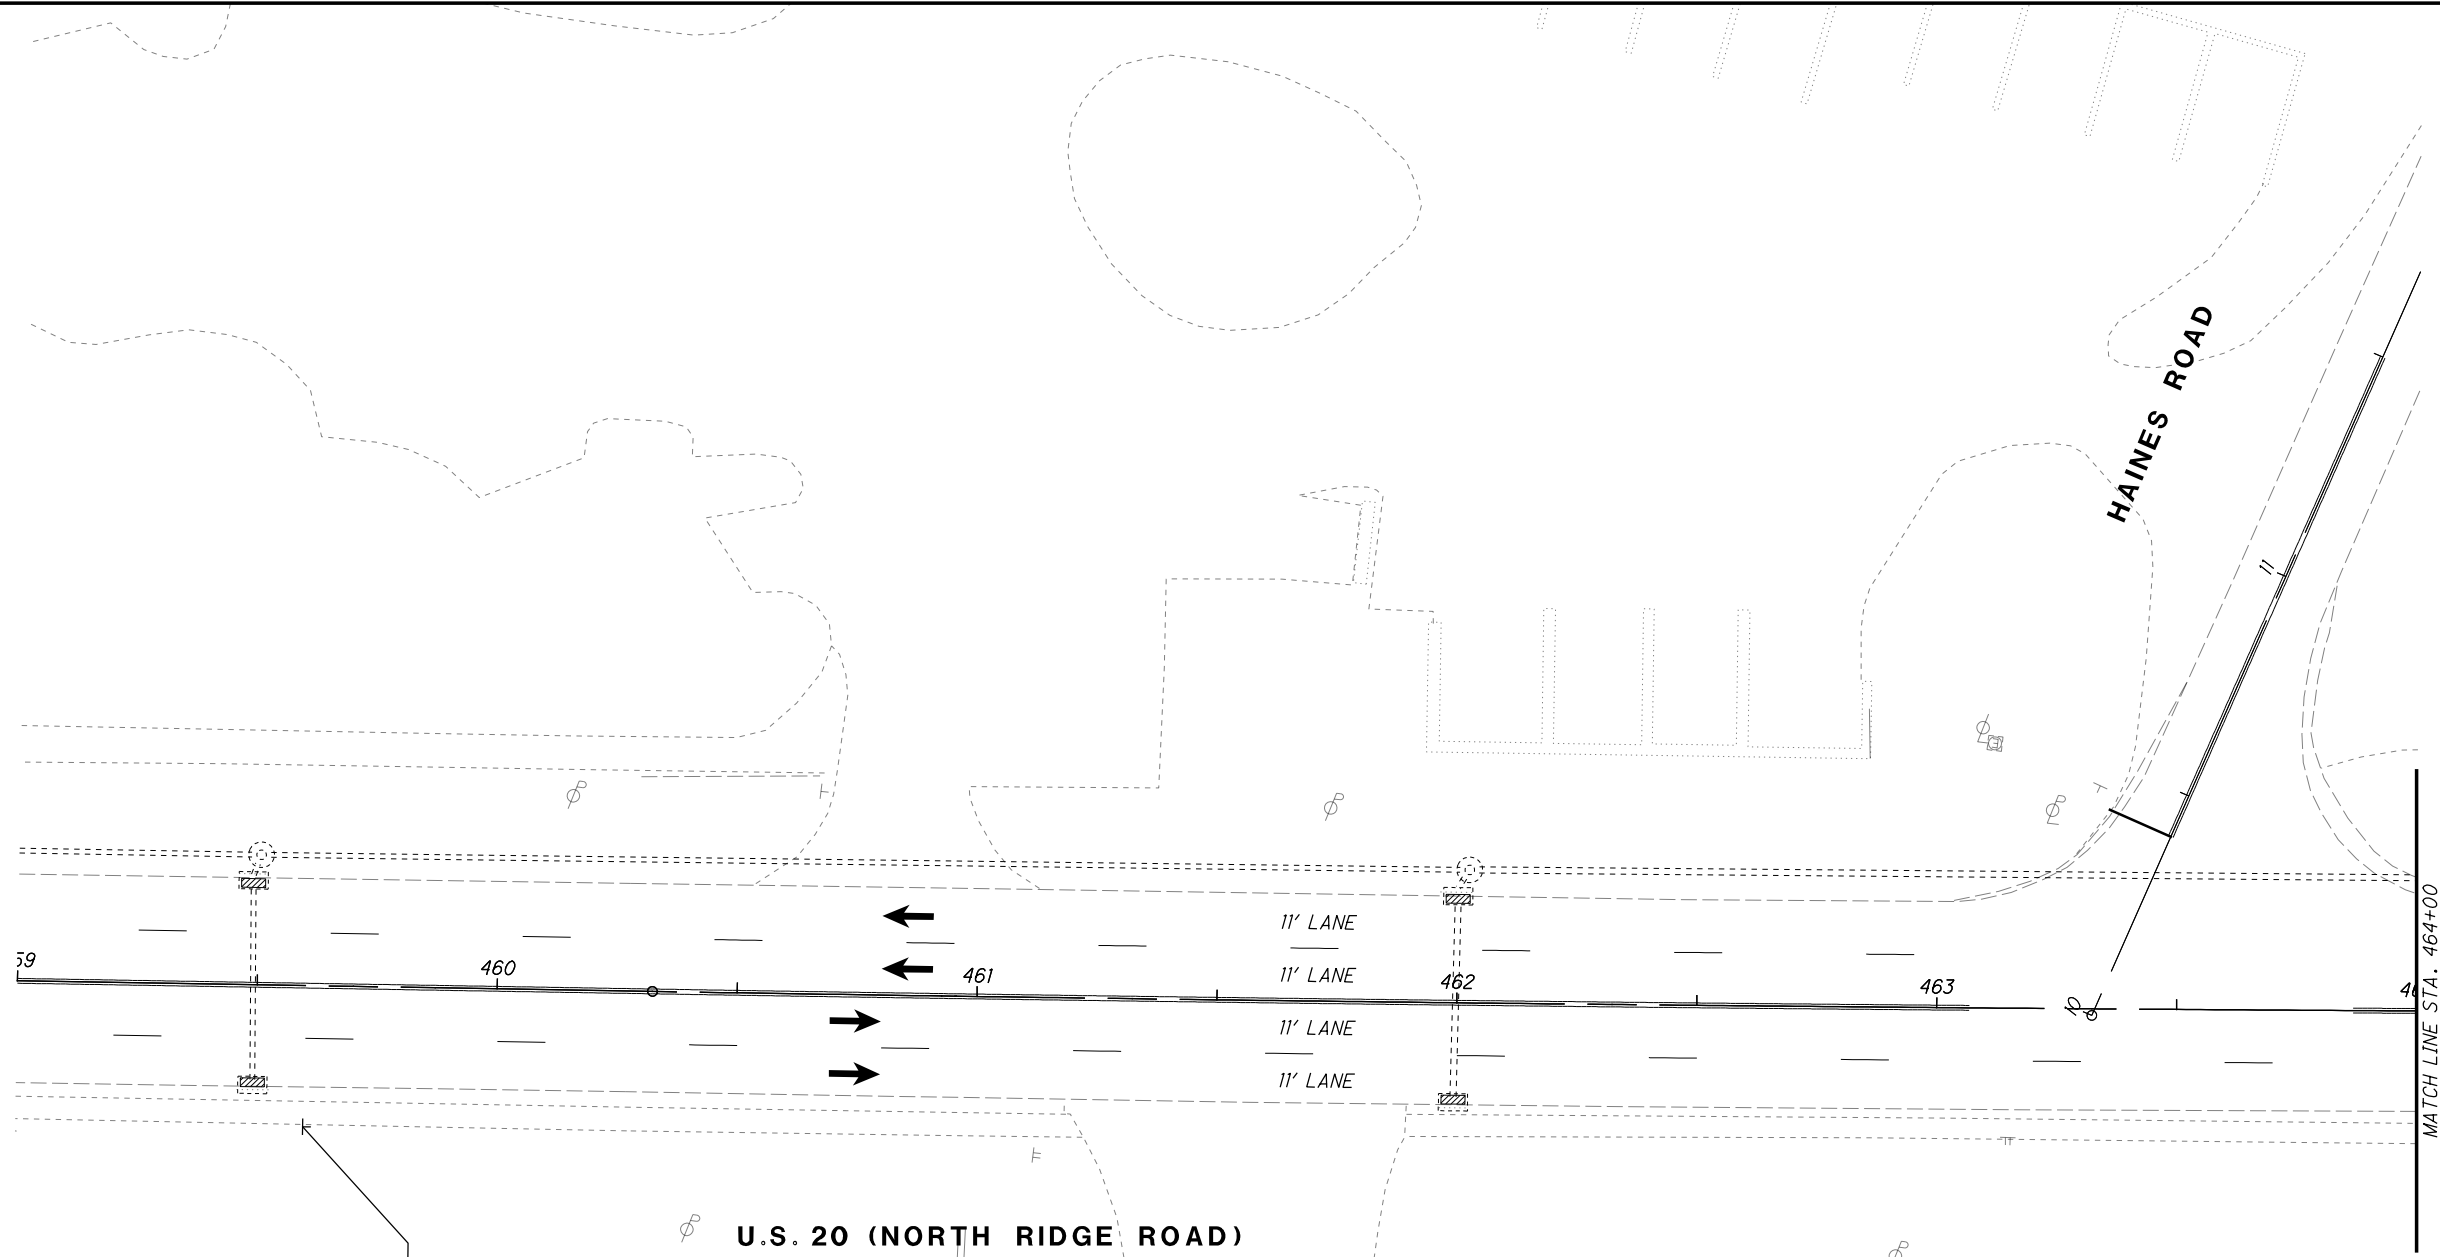 HAINES ROAD
11
11' LANE
11' LANE
460
461
462
463
10
11' LANE
11' LANE
MATCH LINE STA. 464+00
U.S. 20 (NORTH RIDGE ROAD)